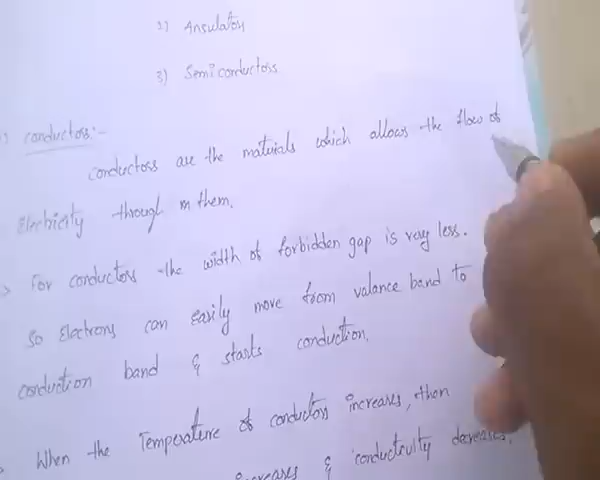 2) Insulators
3) Semiconductors
1) Conductors:-
Conductors are the materials which allows the flow of
Electricity through m them.
> For conductors the width of forbidden gap is very less.
So Electrons can easily move from valance band to
conduction band & starts conduction.
> When the Temperature of conductors increases, then
increases & conductivity decreases.